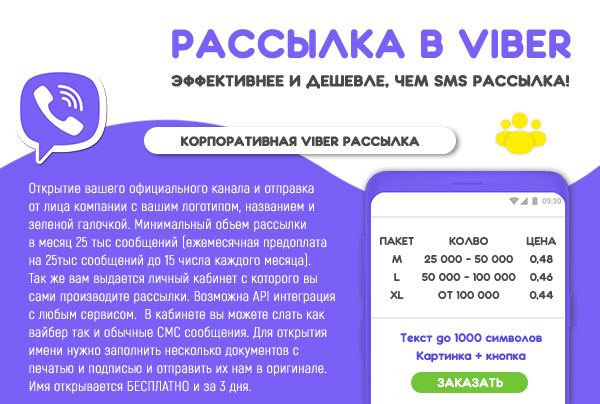 РАССЫЛКА В VIBER
ЭФФЕКТИВНЕЕ И ДЕШЕВЛЕ, ЧЕМ SMS РАССЫЛКА!
КОРПОРАТИВНАЯ VIBER РАССЫЛКА
Открытие вашего официального канала и отправка
от лица компании с вашим логотипом, названием и
зеленой галочкой. Минимальный объем рассылки
в месяц 25 тыс сообщений (ежемесячная предоплата
на 25тыс сообщений до 15 числа каждого месяца).
Так же вам выдается личный кабинет с которого вы
сами производите рассылки. Возможна API интеграция
с любым сервисом. В кабинете вы можете слать как
вайбер так и обычные СМС сообщения. Для открытия
имени нужно заполнить несколько документов с
печатью и подписью и отправить их нам в оригинале.
Имя открывается БЕСПЛАТНО и за 3 дня.
09:30
ПАКЕТ КОЛВО ЦЕНА
M 25 000 - 50 000 0,48
L 50 000 - 100 000 0,46
XL ОТ 100 000 0,44
Текст до 1000 символов
Картинка + кнопка
ЗАКАЗАТЬ